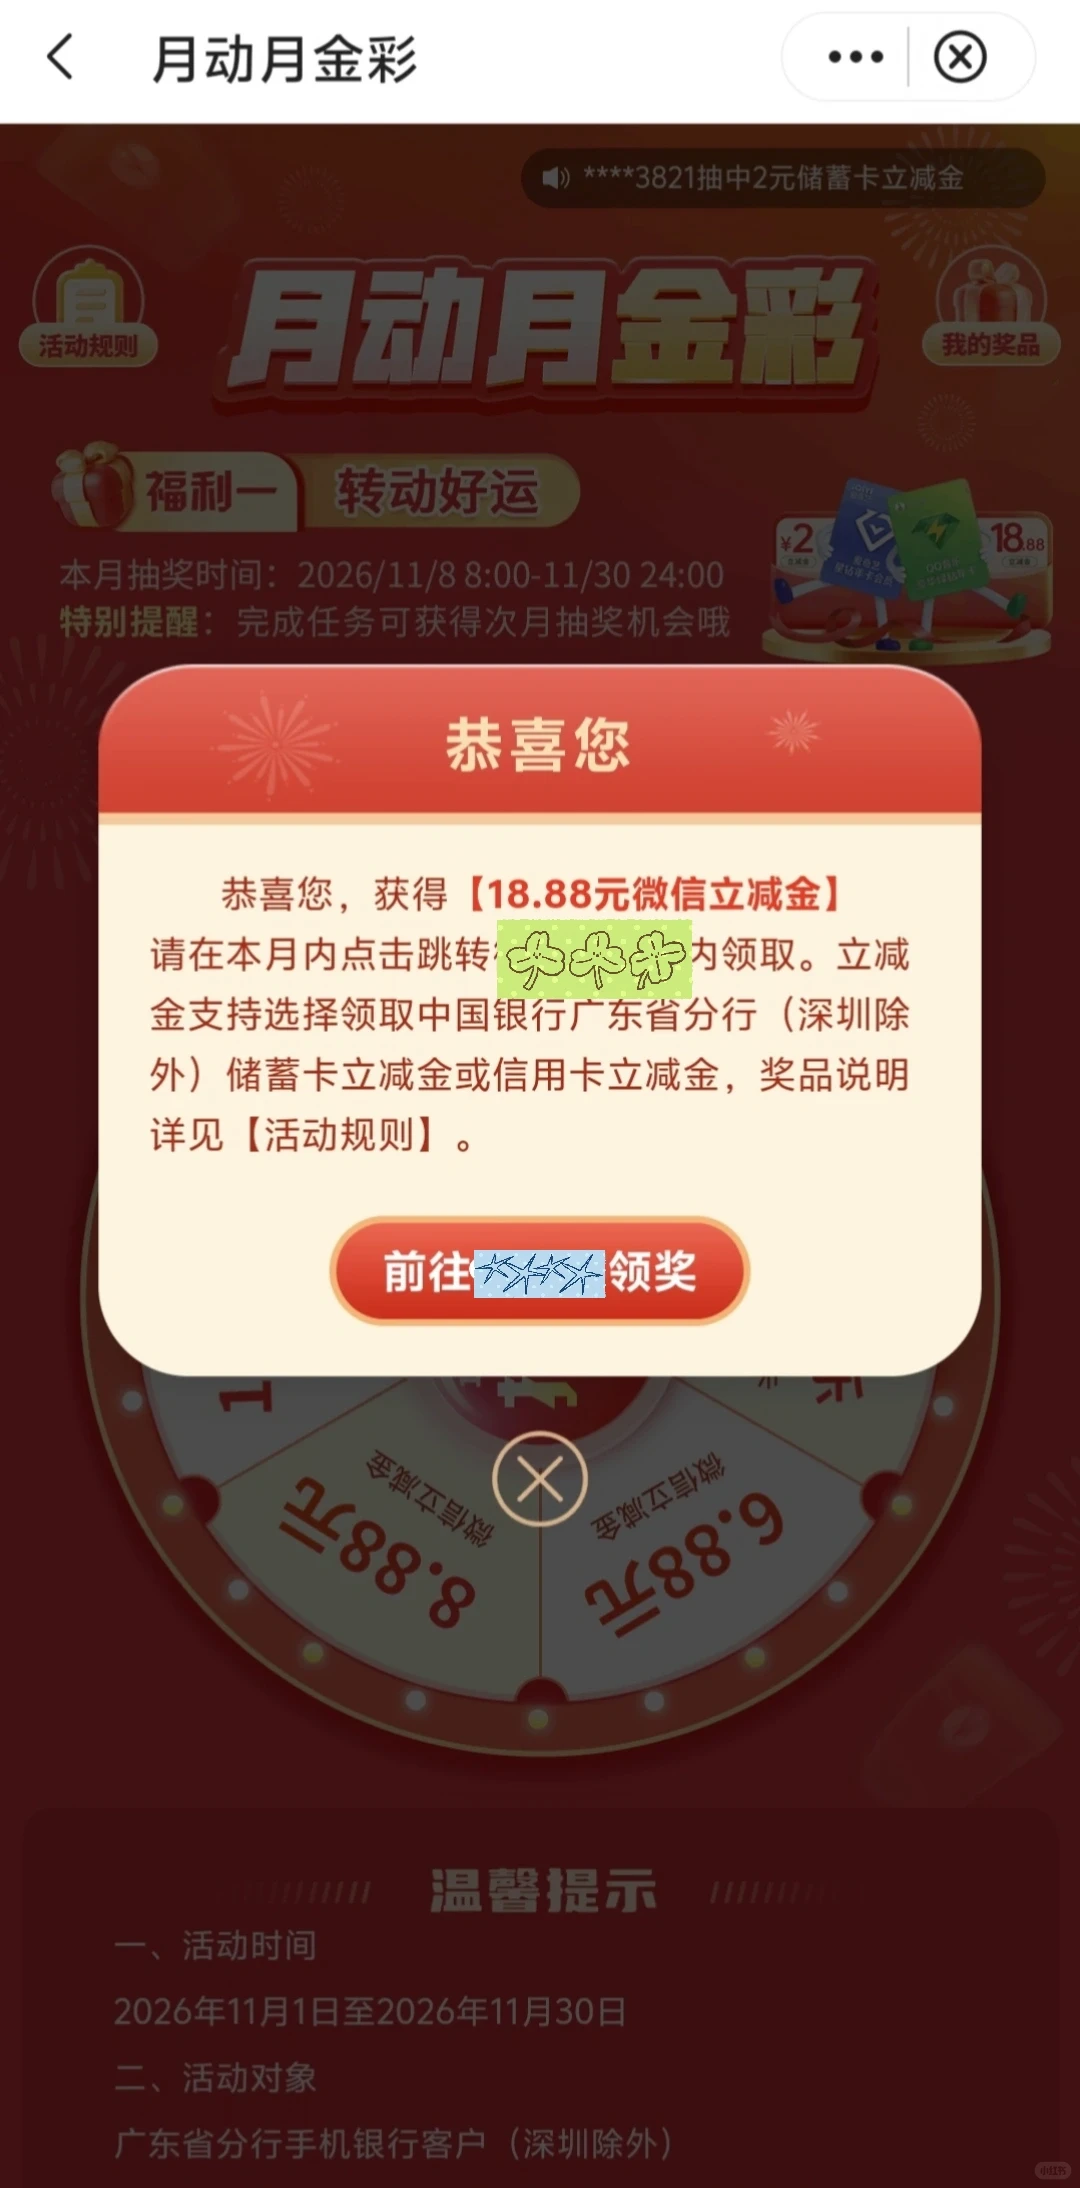 月动月金彩
****3821抽中2元储蓄卡立减金
活动规则
月动月金彩
我的奖品
福利一 转动好运
本月抽奖时间：2026/11/8 8:00-11/30 24:00
特别提醒：完成任务可获得次月抽奖机会哦
¥2
立减金
18.88
立减金
恭喜您
恭喜您，获得【18.88元微信立减金】
请在本月内点击跳转 内领取。立减
金支持选择领取中国银行广东省分行（深圳除
外）储蓄卡立减金或信用卡立减金，奖品说明
详见【活动规则】。
前往 领奖
微信立减金
8.88元
微信立减金
6.88元
温馨提示
一、活动时间
2026年11月1日至2026年11月30日
二、活动对象
广东省分行手机银行客户（深圳除外）
小红书